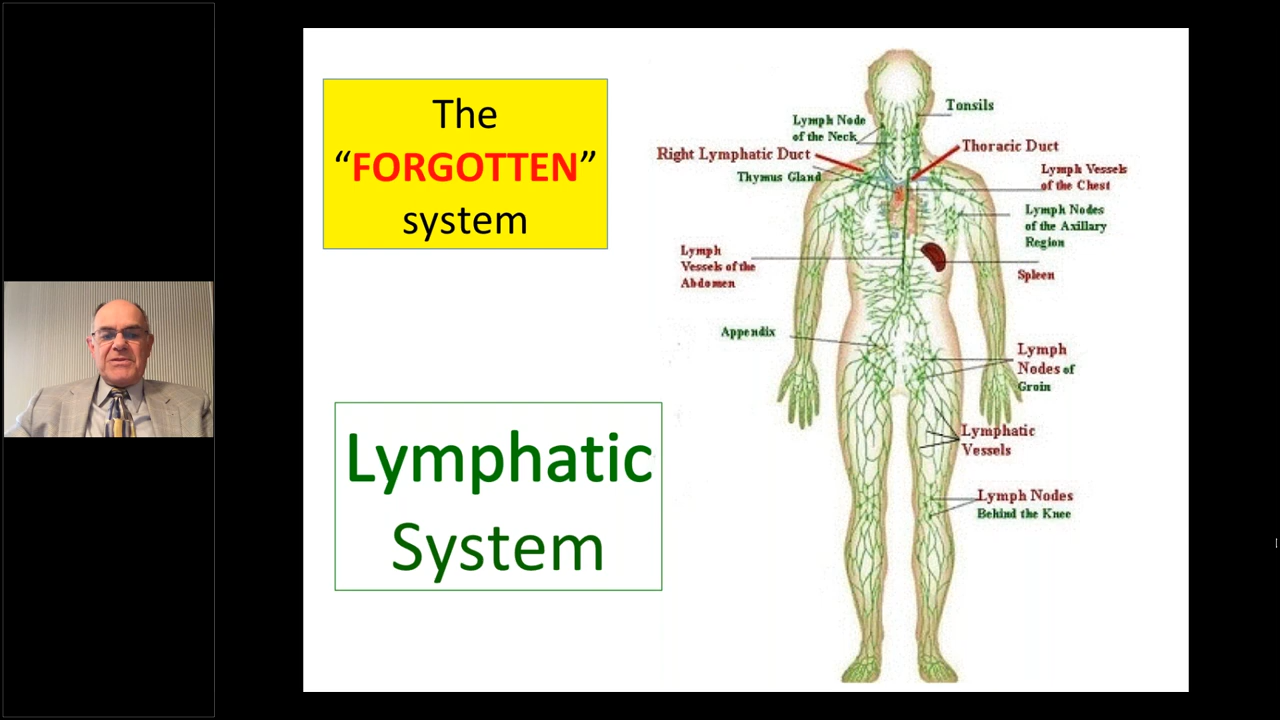 The
“FORGOTTEN”
system
Lymphatic
System
Tonsils
Lymph Node
of the Neck
Right Lymphatic Duct
Thoracic Duct
Thymus Gland
Lymph Vessels
of the Chest
Lymph Nodes
of the Axillary
Region
Lymph
Vessels of the
Abdomen
Spleen
Appendix
Lymph
Nodes of
Groin
Lymphatic
Vessels
Lymph Nodes
Behind the Knee